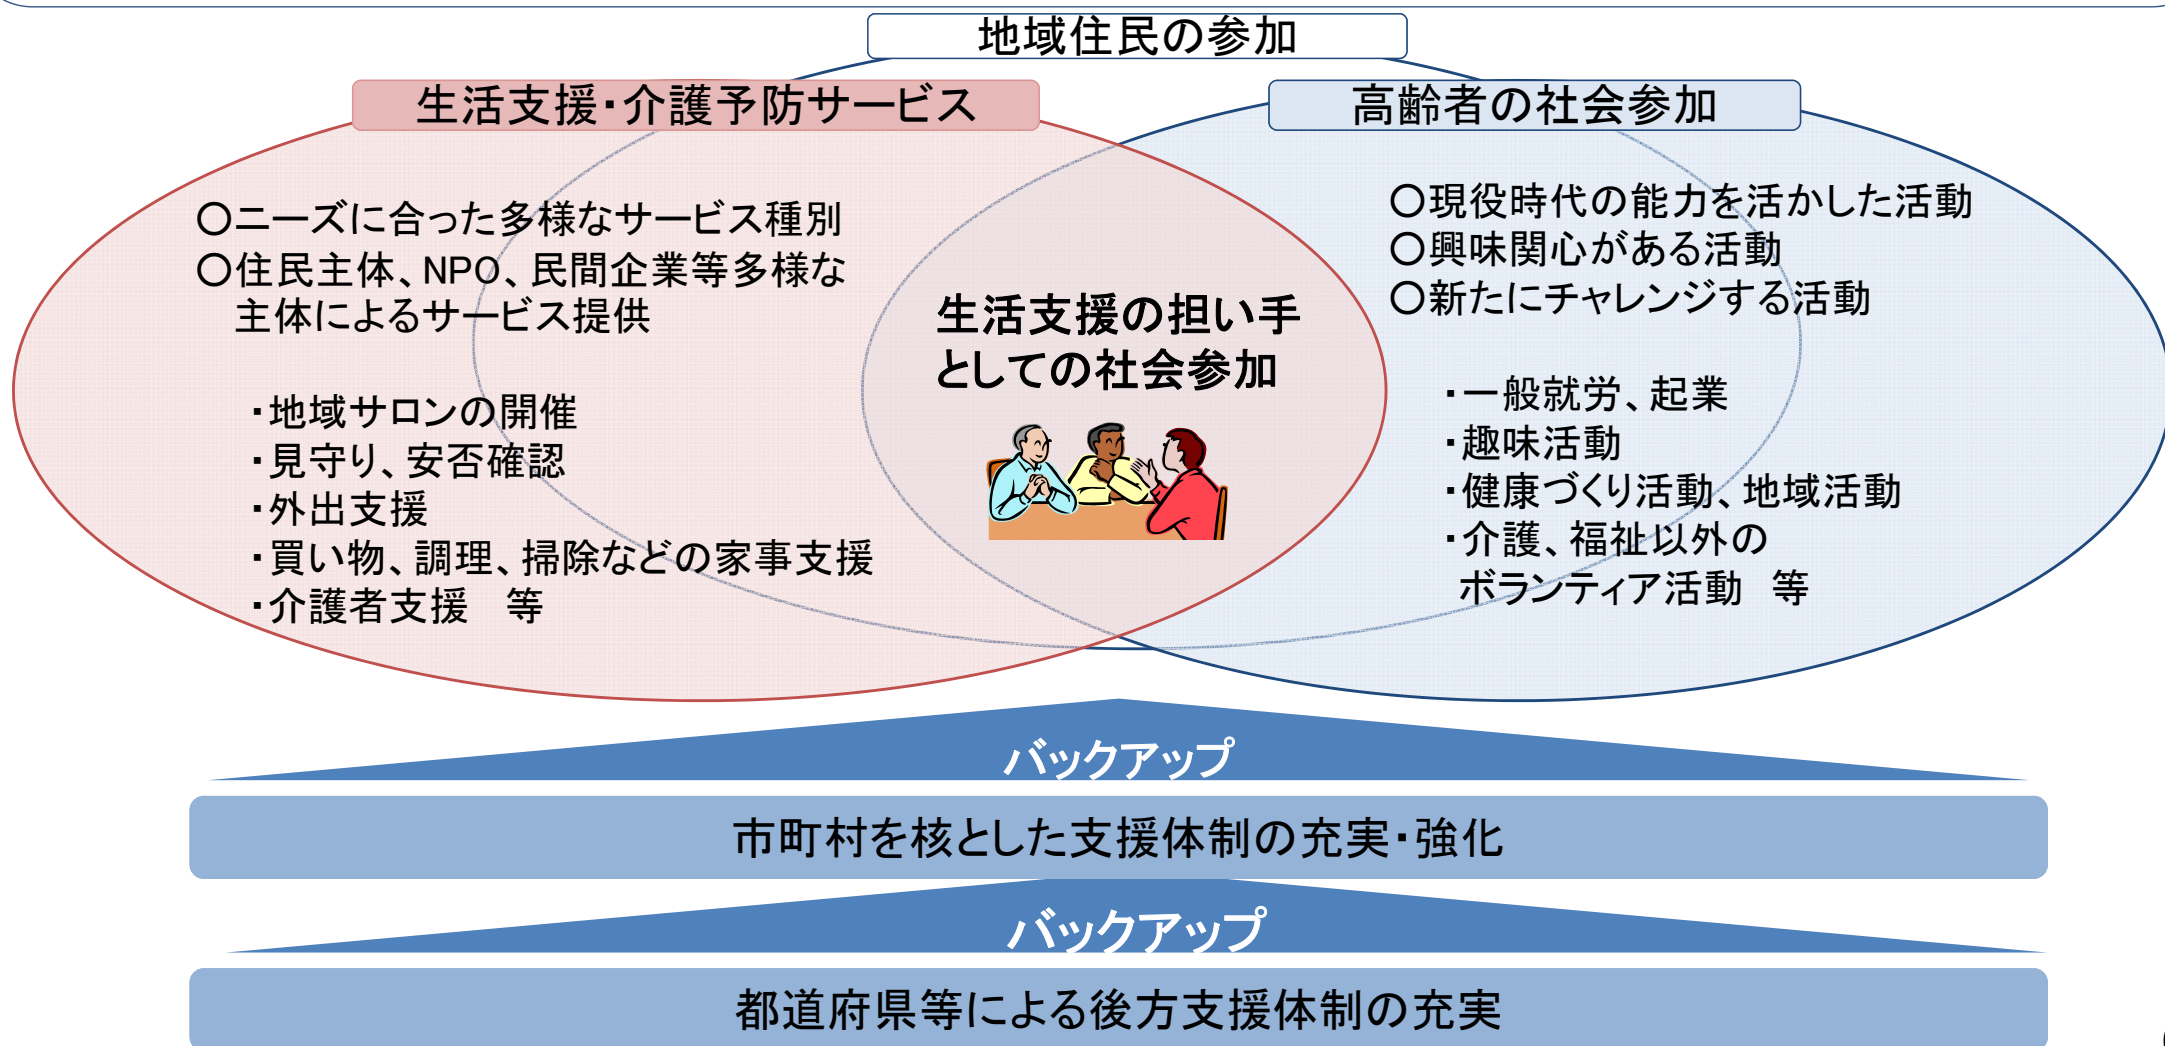 地域住民の参加
生活支援・介護予防サービス
○ニーズに合った多様なサービス種別
○住民主体、NPO、民間企業等多様な
主体によるサービス提供
・地域サロンの開催
・見守り、安否確認
・外出支援
・買い物、調理、掃除などの家事支援
・介護者支援　等
生活支援の担い手
としての社会参加
高齢者の社会参加
○現役時代の能力を活かした活動
○興味関心がある活動
○新たにチャレンジする活動
・一般就労、起業
・趣味活動
・健康づくり活動、地域活動
・介護、福祉以外の
ボランティア活動　等
バックアップ
市町村を核とした支援体制の充実・強化
バックアップ
都道府県等による後方支援体制の充実